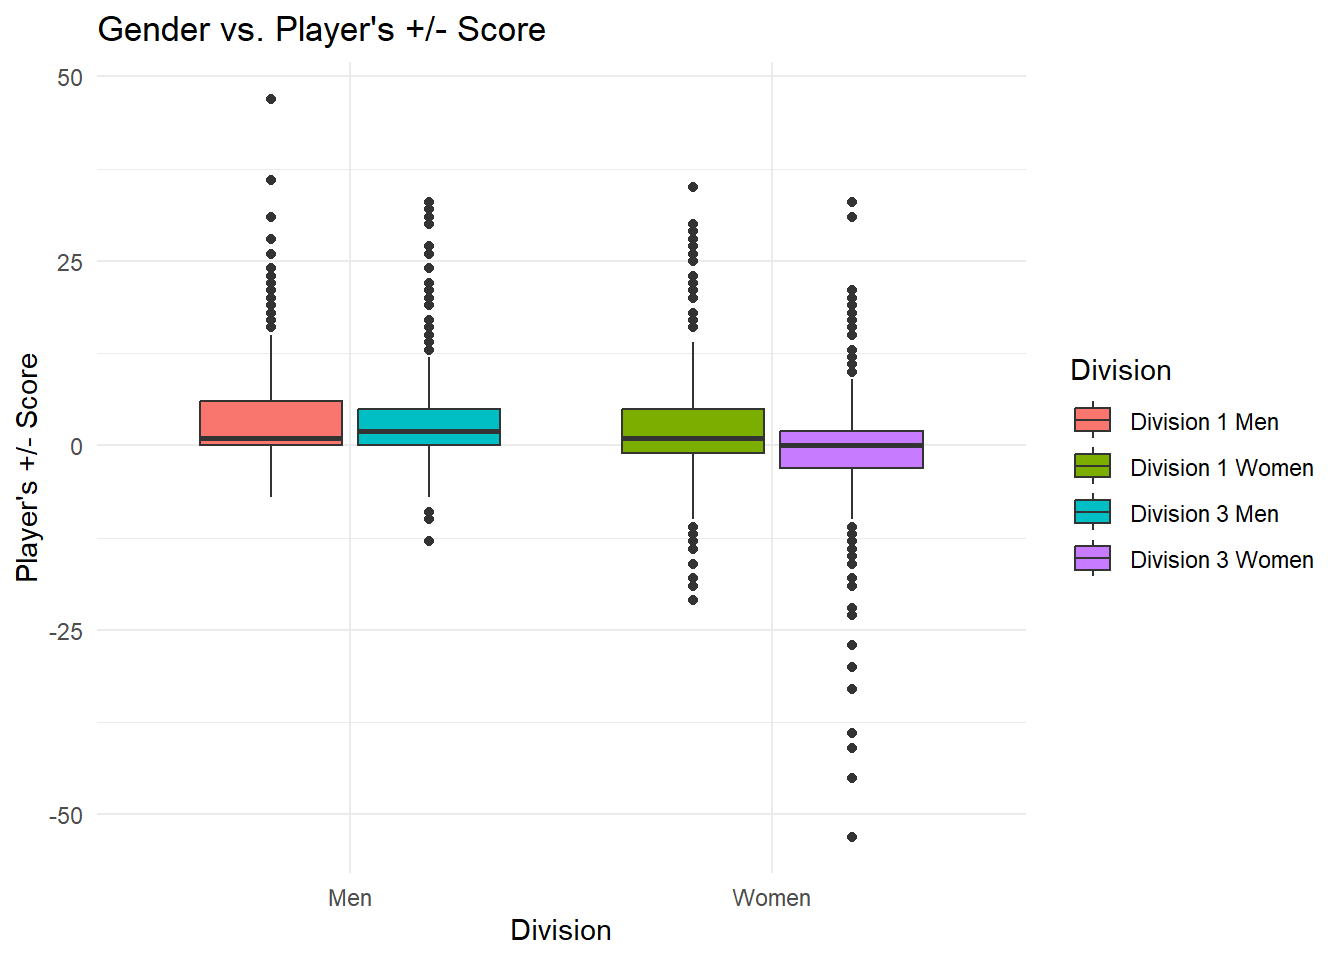 Gender vs. Player's +/- Score
Player's +/- Score
50
25
0
-25
-50
Men
Women
Division
Division
Division 1 Men
Division 1 Women
Division 3 Men
Division 3 Women